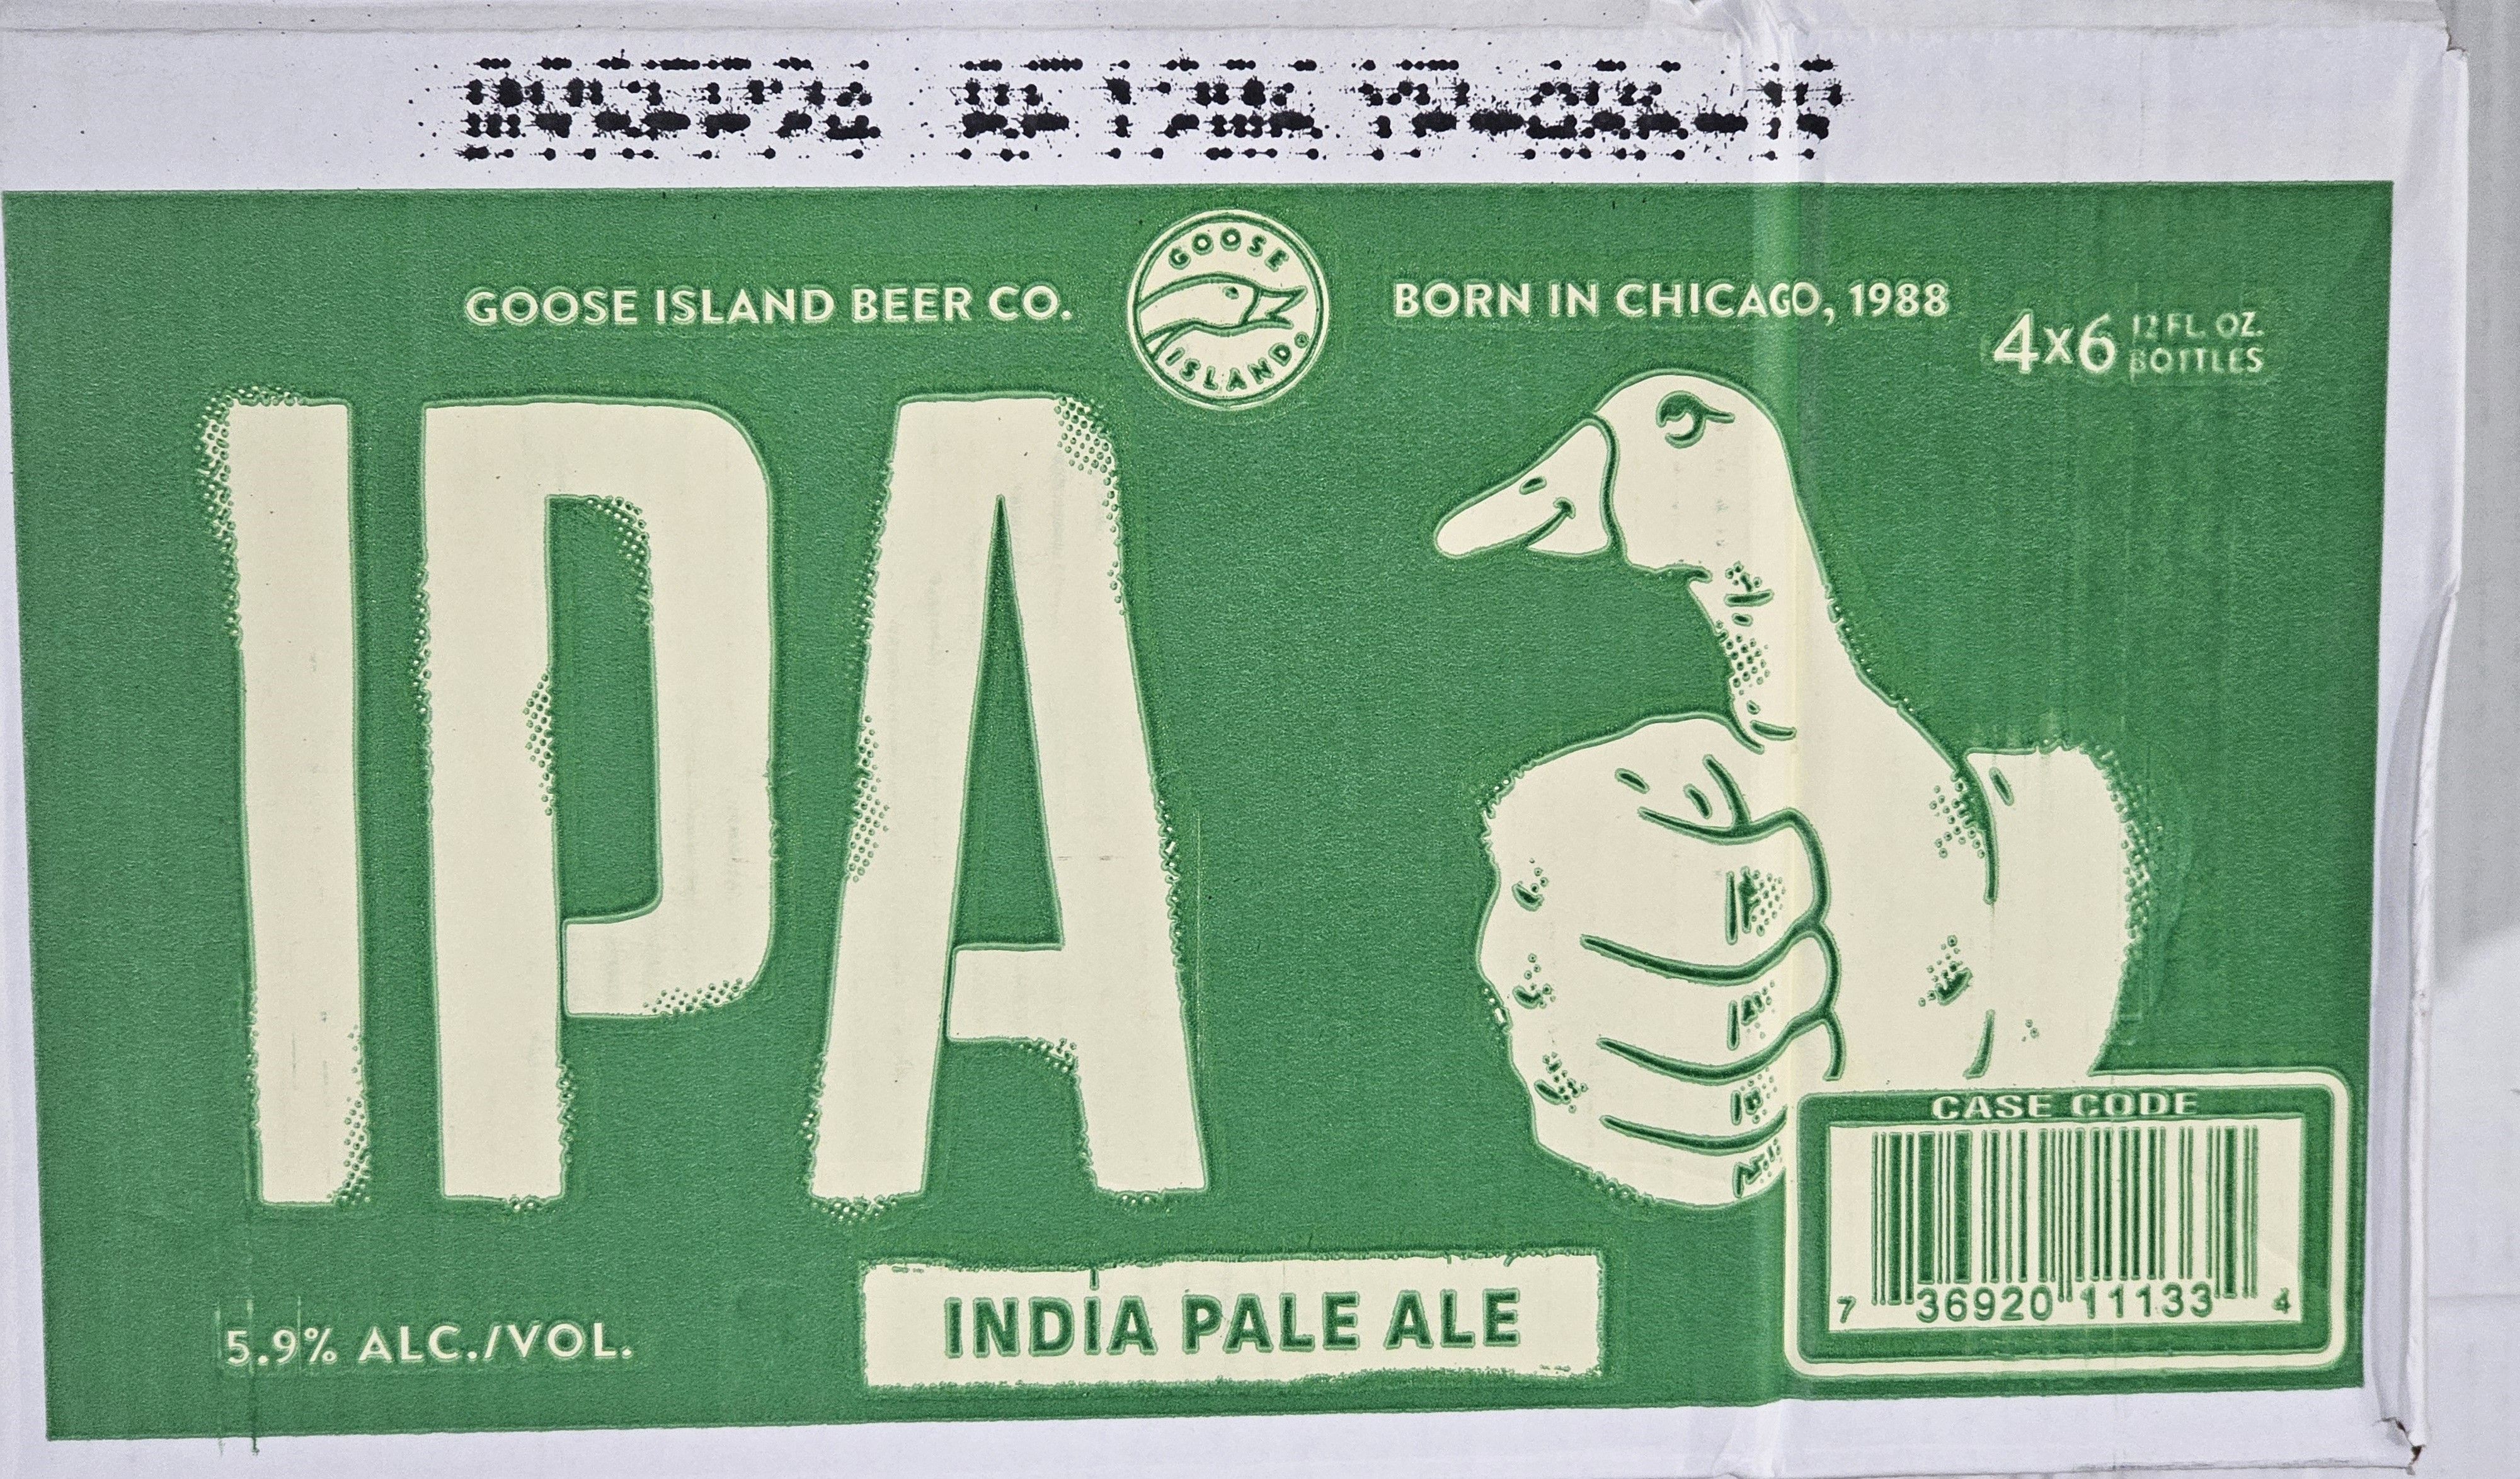 GOOSE ISLAND BEER CO.
GOOSE
ISLAND®
BORN IN CHICAGO, 1988
4x6 12 FL. OZ.
BOTTLES
IPA
CASE CODE
7 36920 11133 4
5.9% ALC./VOL.
INDIA PALE ALE